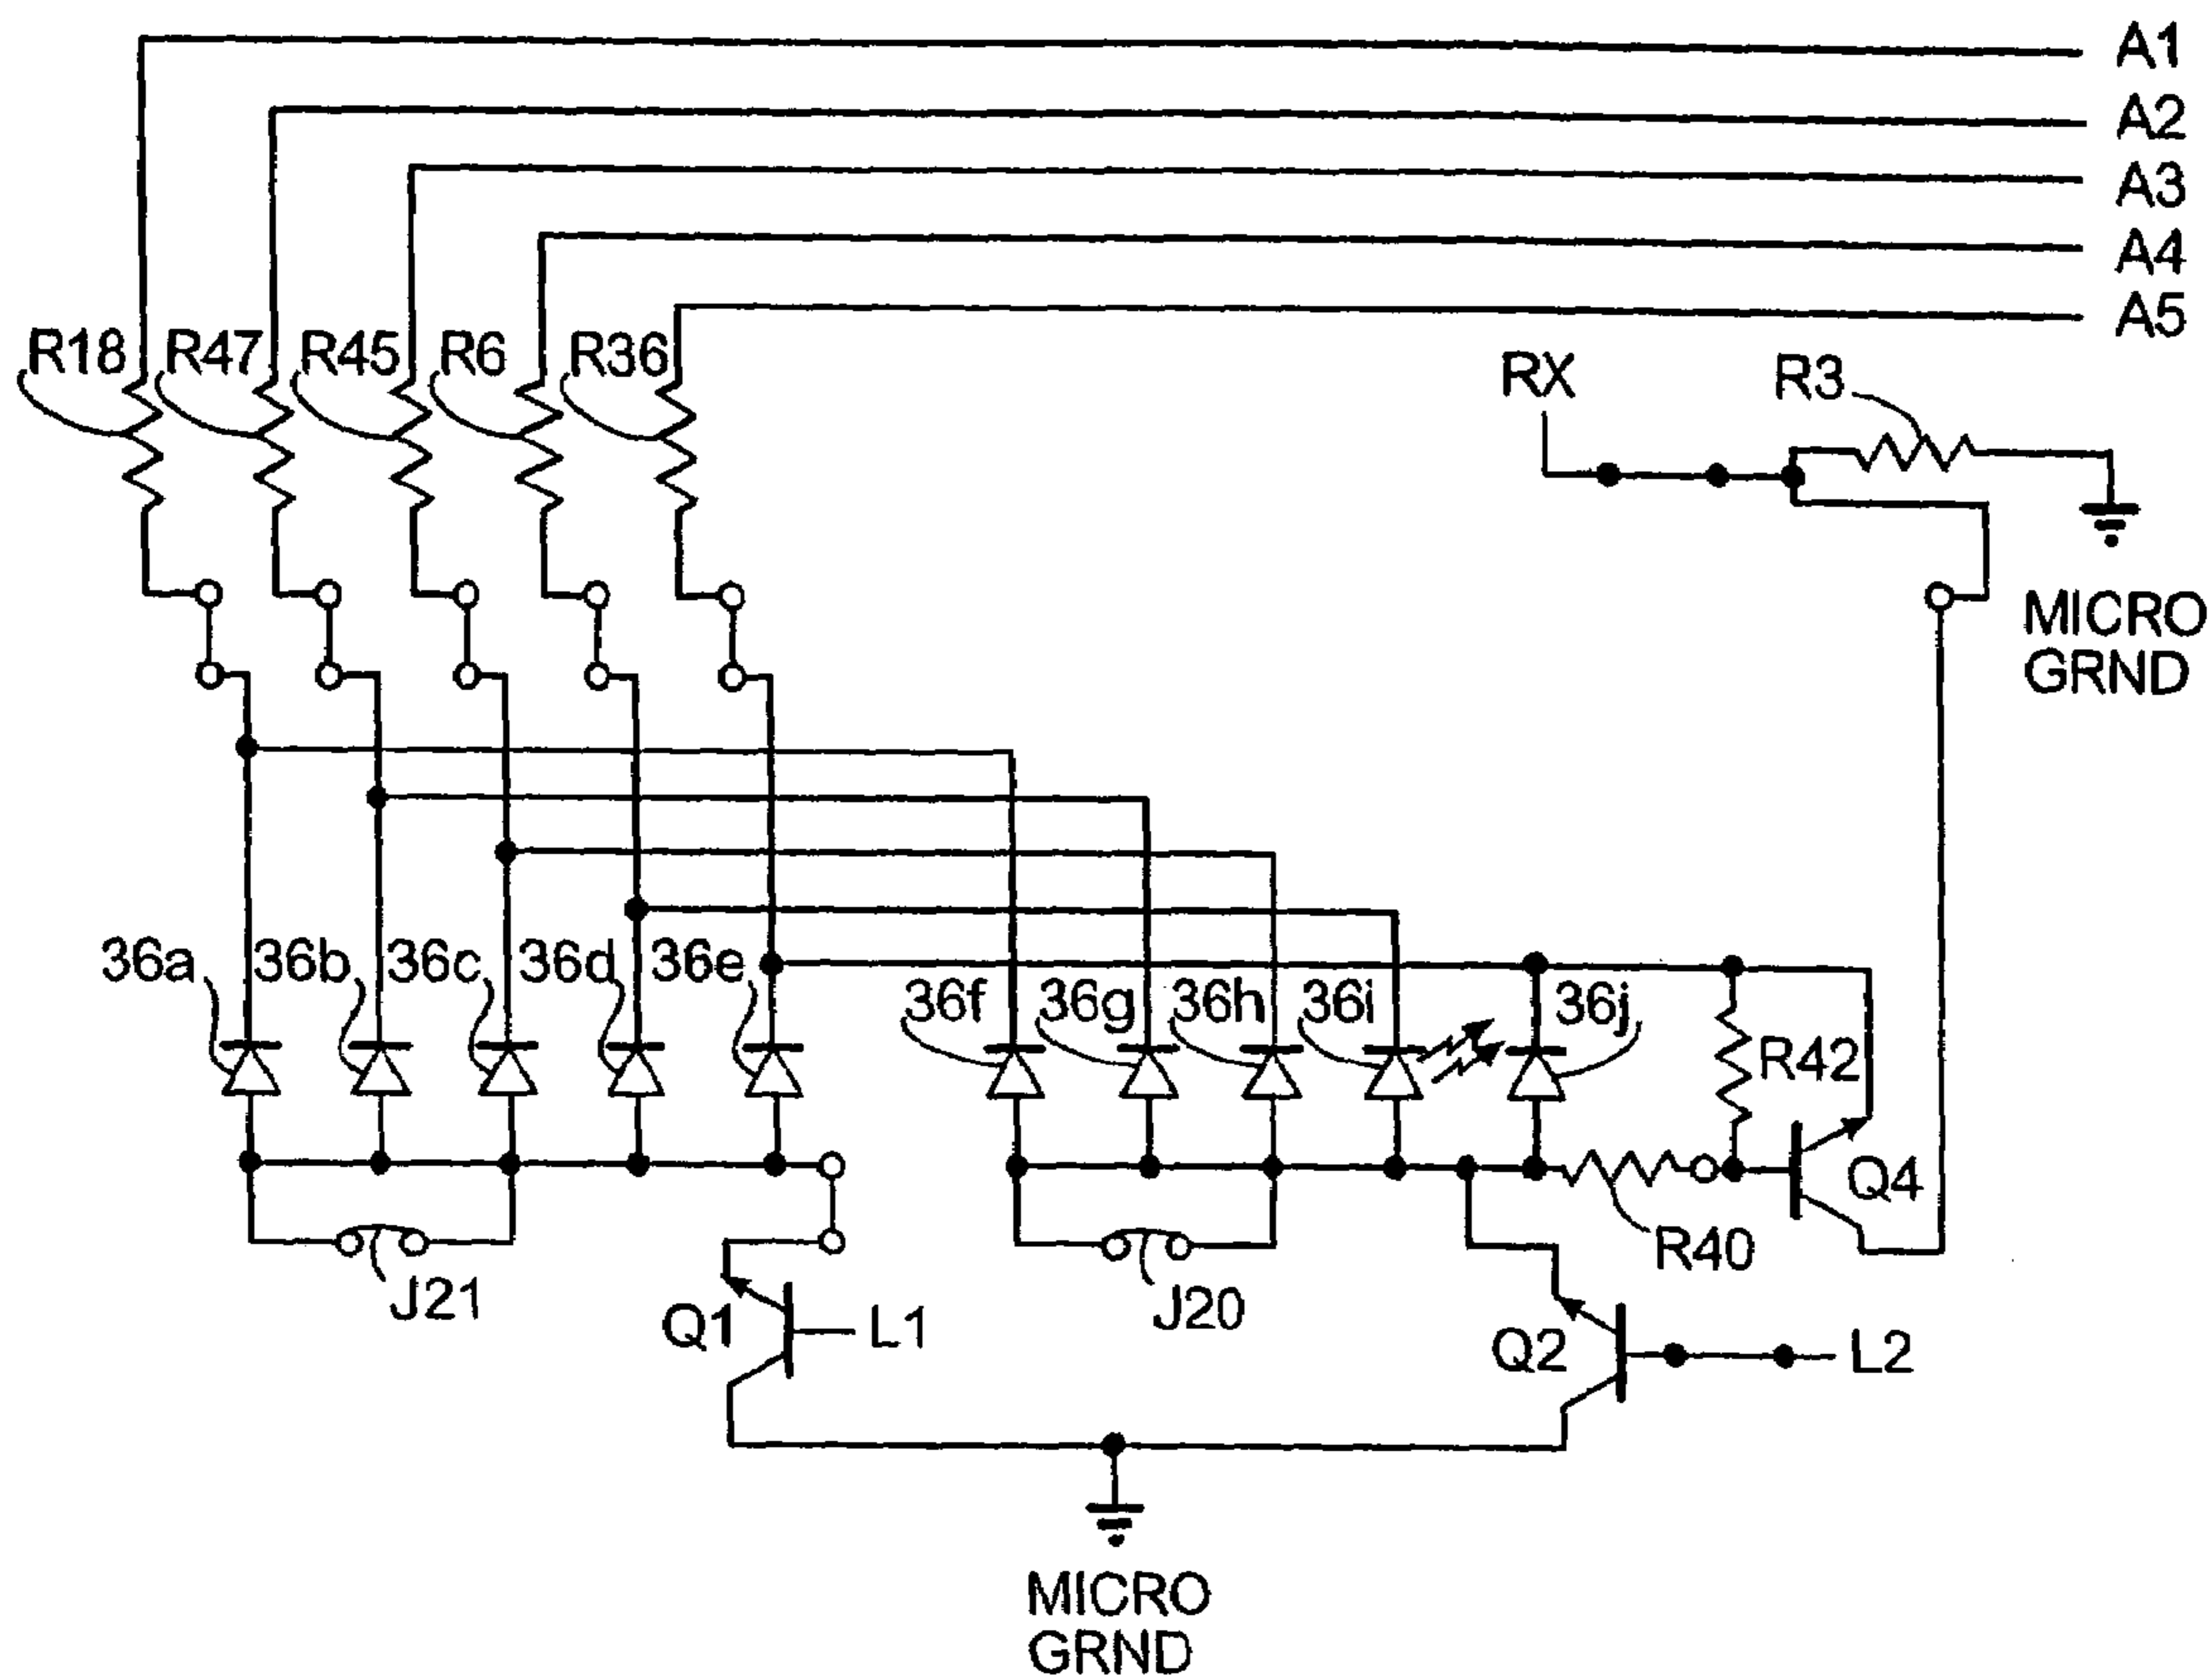 A1
A2
A3
A4
A5
R18 R47 R45 R6 R36
RX R3
MICRO
GRND
36a 36b 36c 36d 36e
36f 36g 36h 36i 36j
R42
Q4
R40
J21 J20
Q1 L1
Q2 L2
MICRO
GRND